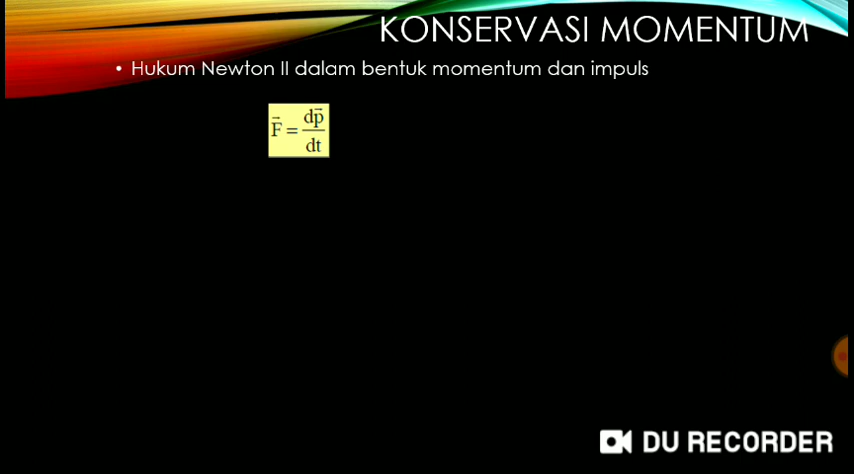 KONSERVASI MOMENTUM
• Hukum Newton II dalam bentuk momentum dan impuls
F⃗ = dp⃗/dt
DU RECORDER